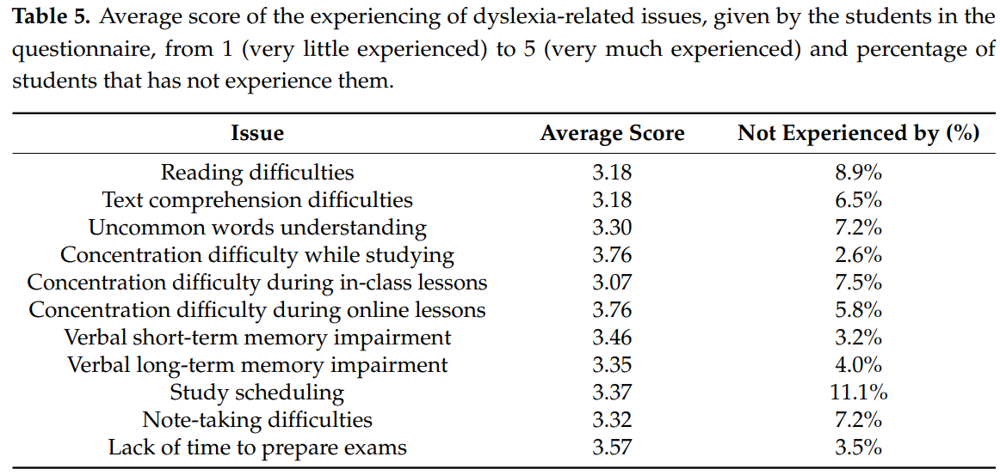 Table 5. Average score of the experiencing of dyslexia-related issues, given by the students in the
questionnaire, from 1 (very little experienced) to 5 (very much experienced) and percentage of
students that has not experience them.
Issue Average Score Not Experienced by (%)
Reading difficulties 3.18 8.9%
Text comprehension difficulties 3.18 6.5%
Uncommon words understanding 3.30 7.2%
Concentration difficulty while studying 3.76 2.6%
Concentration difficulty during in-class lessons 3.07 7.5%
Concentration difficulty during online lessons 3.76 5.8%
Verbal short-term memory impairment 3.46 3.2%
Verbal long-term memory impairment 3.35 4.0%
Study scheduling 3.37 11.1%
Note-taking difficulties 3.32 7.2%
Lack of time to prepare exams 3.57 3.5%